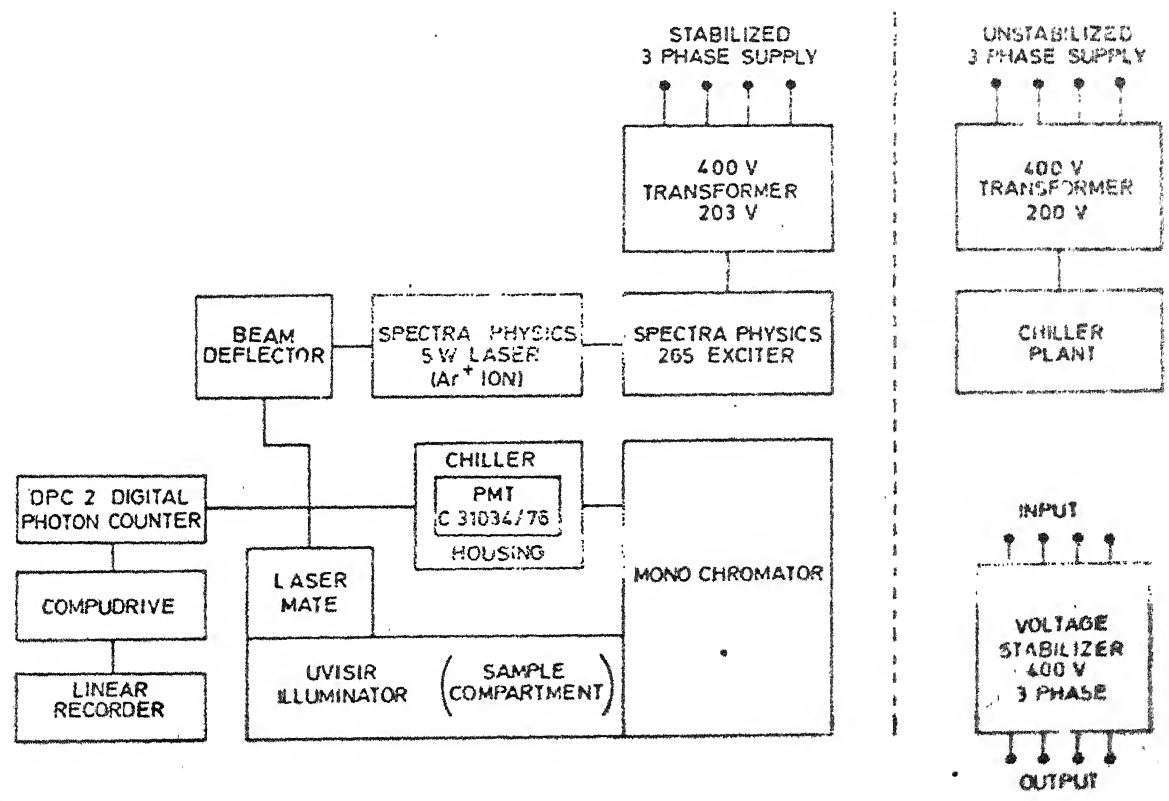 STABILIZED
3 PHASE SUPPLY
400 V
TRANSFORMER
203 V
BEAM
DEFLECTOR
SPECTRA PHYSICS
5 W LASER
(Ar+ ION)
SPECTRA PHYSICS
265 EXCITER
CHILLER
PMT
C 31034/76
HOUSING
DPC 2 DIGITAL
PHOTON COUNTER
COMPUDRIVE
LINEAR
RECORDER
LASER
MATE
MONO CHROMATOR
UVISIR
ILLUMINATOR
(SAMPLE
COMPARTMENT)
UNSTABILIZED
3 PHASE SUPPLY
400 V
TRANSFORMER
200 V
CHILLER
PLANT
INPUT
VOLTAGE
STABILIZER
400 V
3 PHASE
OUTPUT